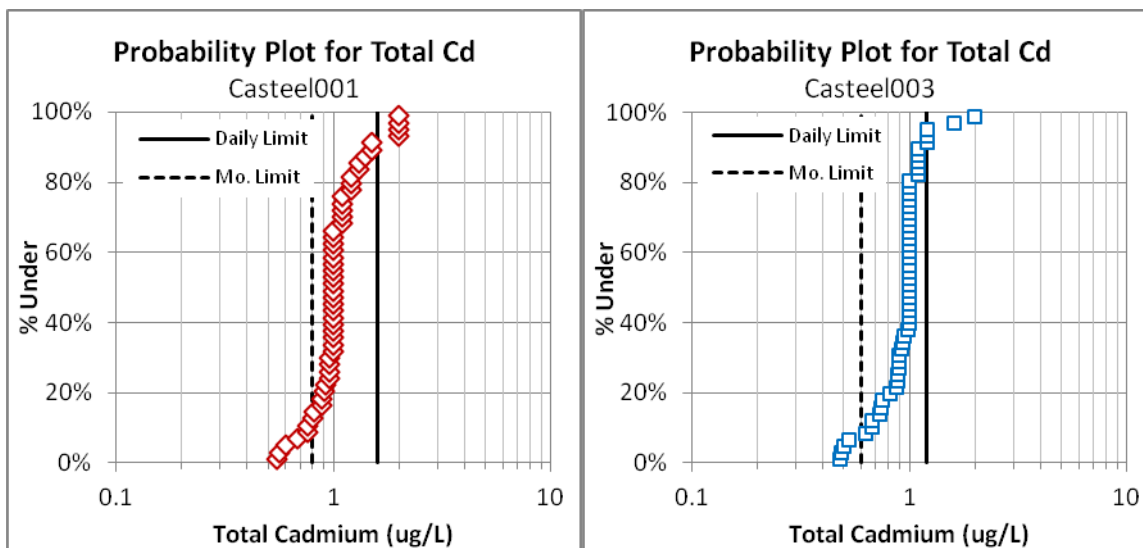 Probability Plot for Total Cd
Casteel001
100%
80%
60%
40%
20%
0%
% Under
Daily Limit
Mo. Limit
0.1
1
10
Total Cadmium (ug/L)
Probability Plot for Total Cd
Casteel003
100%
80%
60%
40%
20%
0%
% Under
Daily Limit
Mo. Limit
0.1
1
10
Total Cadmium (ug/L)